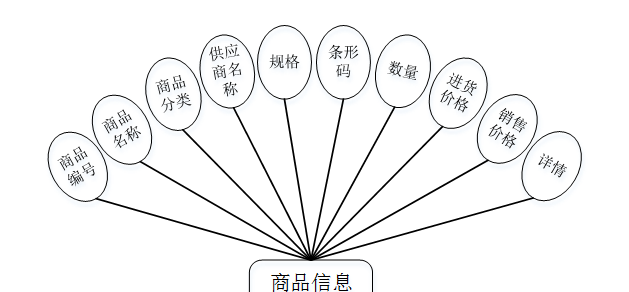 商品
编号
商品
名称
商品
分类
供应
商名
称
规格
条形
码
数量
进货
价格
销售
价格
详情
商品信息